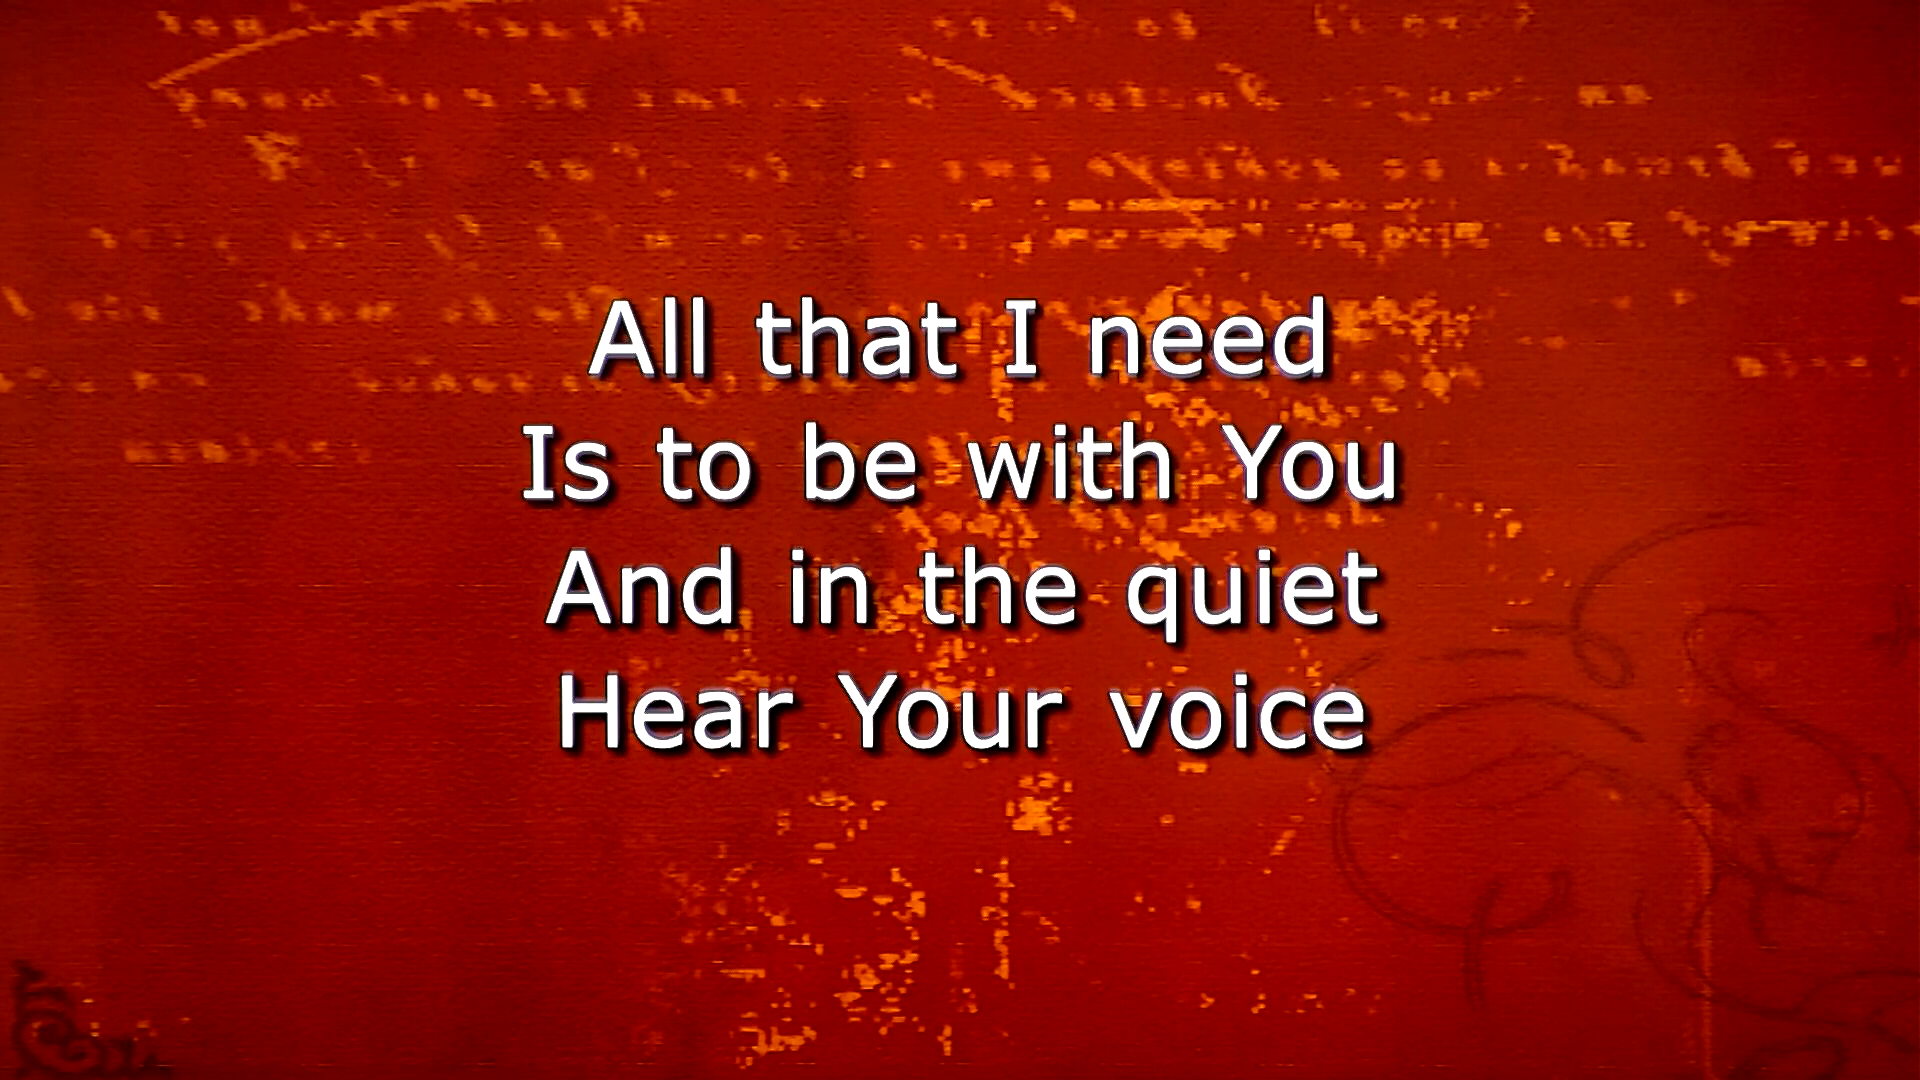 All that I need
Is to be with You
And in the quiet
Hear Your voice